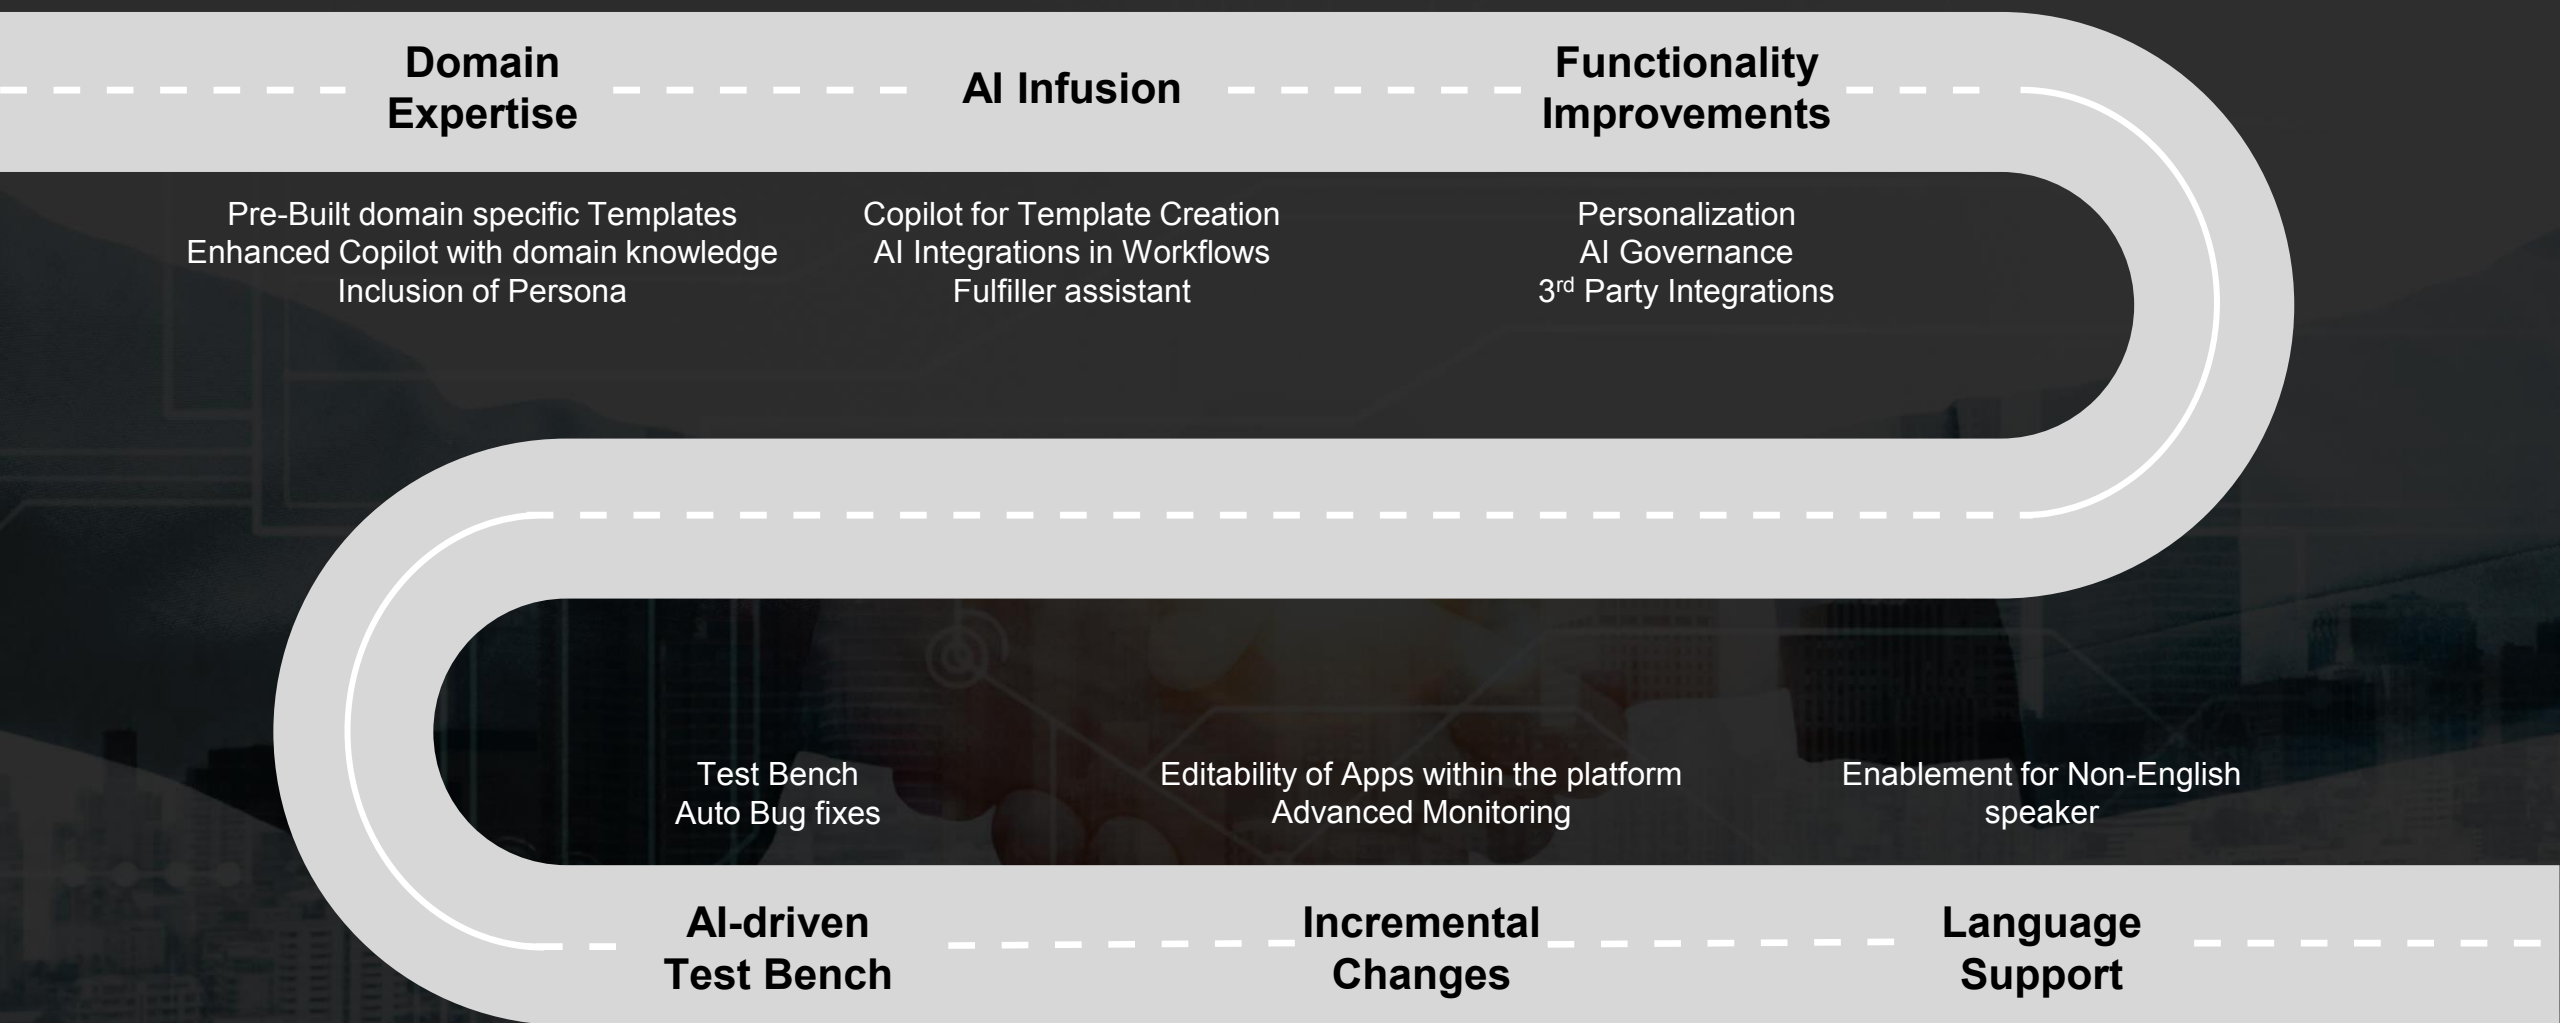 Domain
Expertise
AI Infusion
Functionality
Improvements
Pre-Built domain specific Templates
Enhanced Copilot with domain knowledge
Inclusion of Persona
Copilot for Template Creation
AI Integrations in Workflows
Fulfiller assistant
Personalization
AI Governance
3rd Party Integrations
Test Bench
Auto Bug fixes
Editability of Apps within the platform
Advanced Monitoring
Enablement for Non-English
speaker
AI-driven
Test Bench
Incremental
Changes
Language
Support